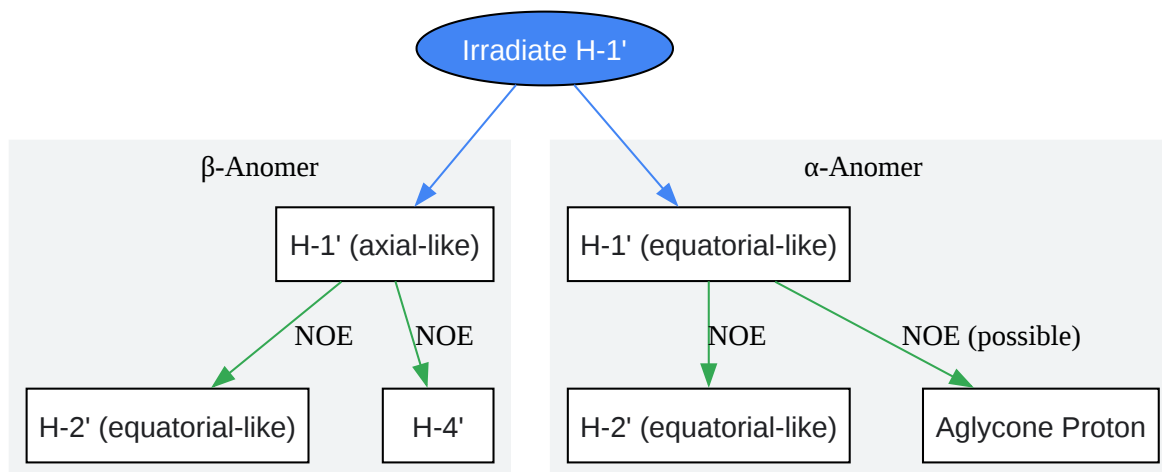 Irradiate H-1'
β-Anomer
α-Anomer
H-1' (axial-like)
H-1' (equatorial-like)
NOE
NOE
NOE
NOE (possible)
H-2' (equatorial-like)
H-4'
H-2' (equatorial-like)
Aglycone Proton